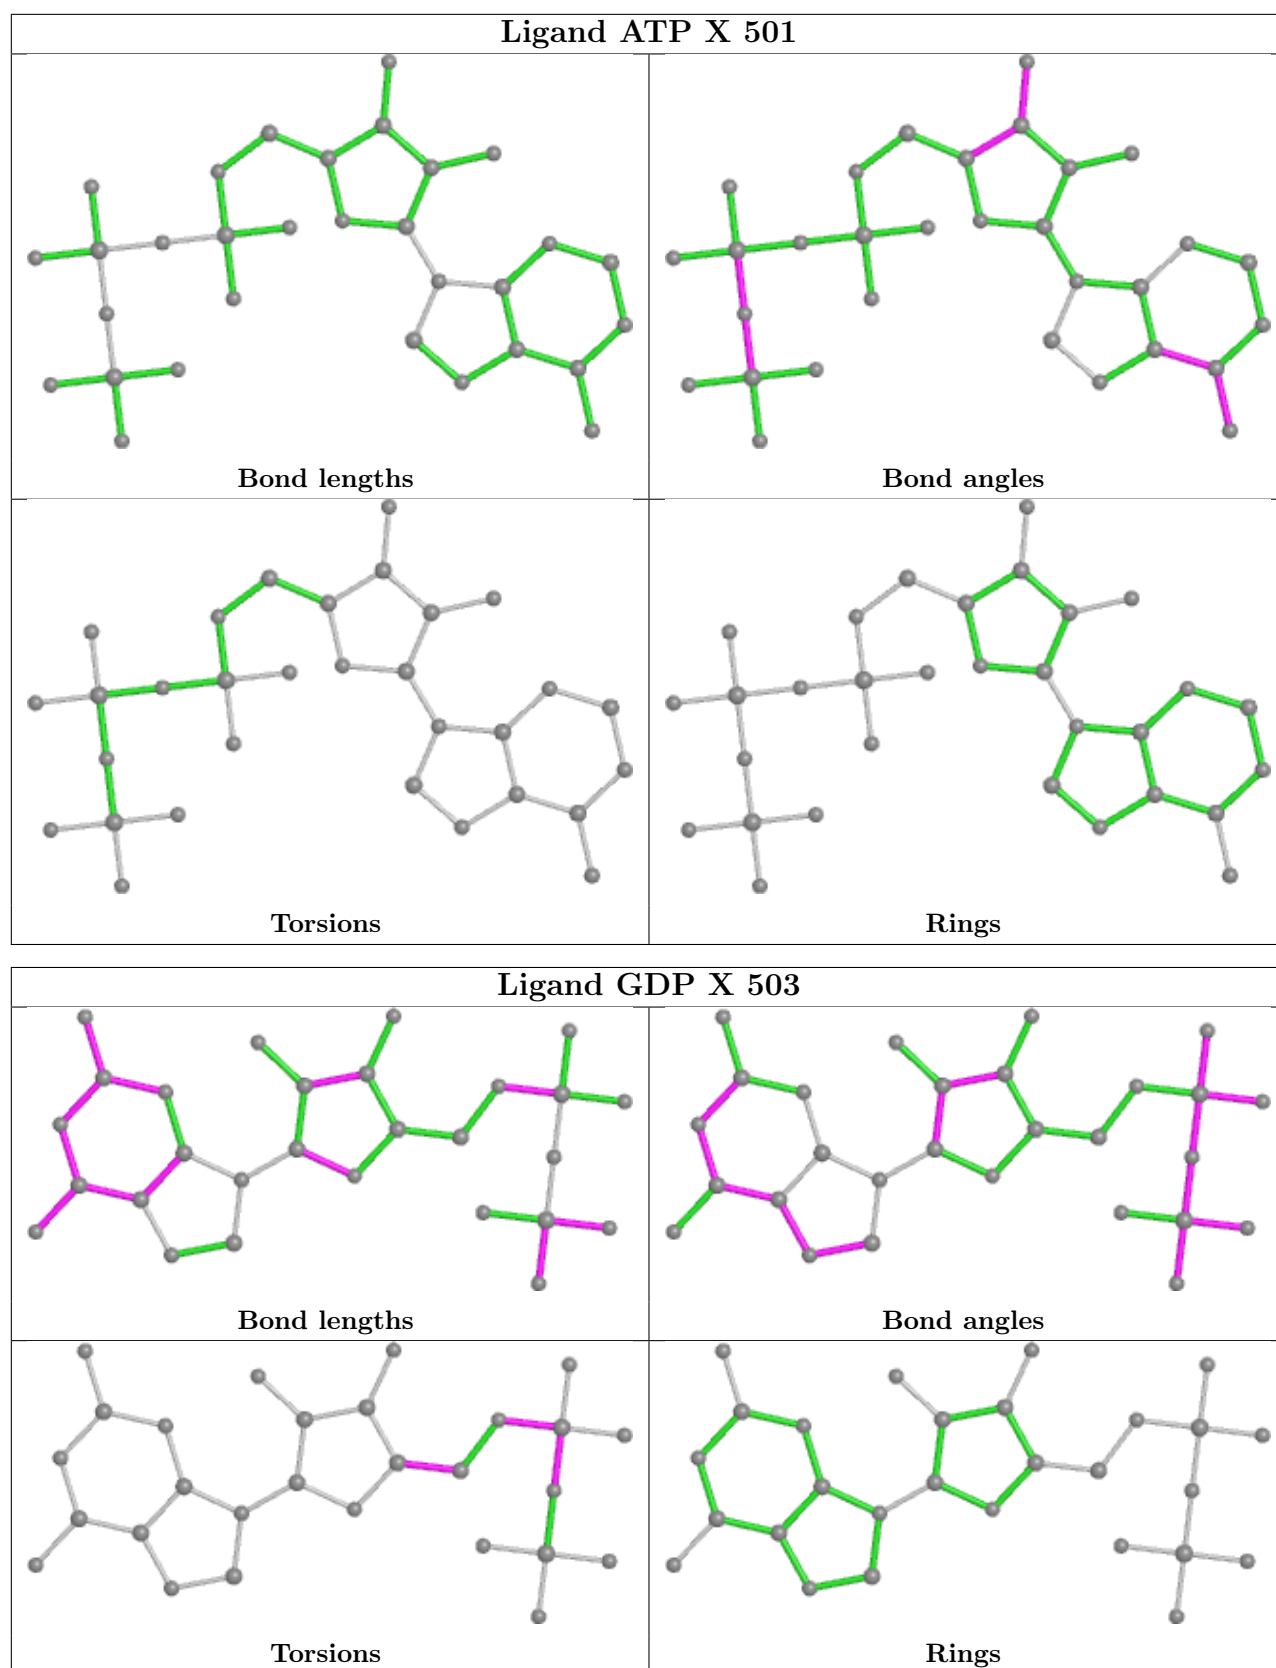 Ligand ATP X 501
Bond lengths
Bond angles
Torsions
Rings
Ligand GDP X 503
Bond lengths
Bond angles
Torsions
Rings